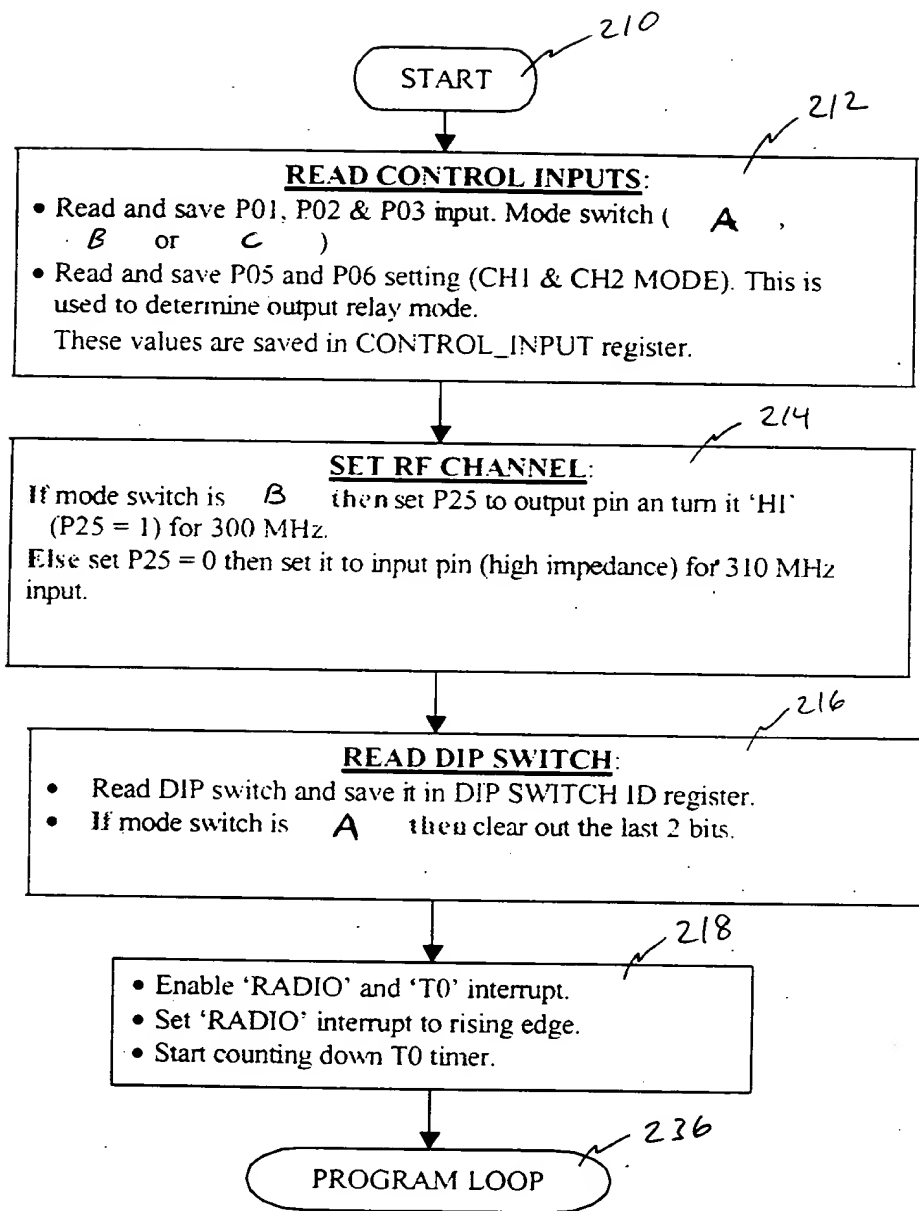 210
START
212
READ CONTROL INPUTS:
• Read and save P01, P02 & P03 input. Mode switch ( A ,
B or C )
• Read and save P05 and P06 setting (CH1 & CH2 MODE). This is
used to determine output relay mode.
These values are saved in CONTROL_INPUT register.
214
SET RF CHANNEL:
If mode switch is B then set P25 to output pin an turn it 'HI'
(P25 = 1) for 300 MHz.
Else set P25 = 0 then set it to input pin (high impedance) for 310 MHz
input.
216
READ DIP SWITCH:
• Read DIP switch and save it in DIP SWITCH ID register.
• If mode switch is A then clear out the last 2 bits.
218
• Enable 'RADIO' and 'T0' interrupt.
• Set 'RADIO' interrupt to rising edge.
• Start counting down T0 timer.
236
PROGRAM LOOP